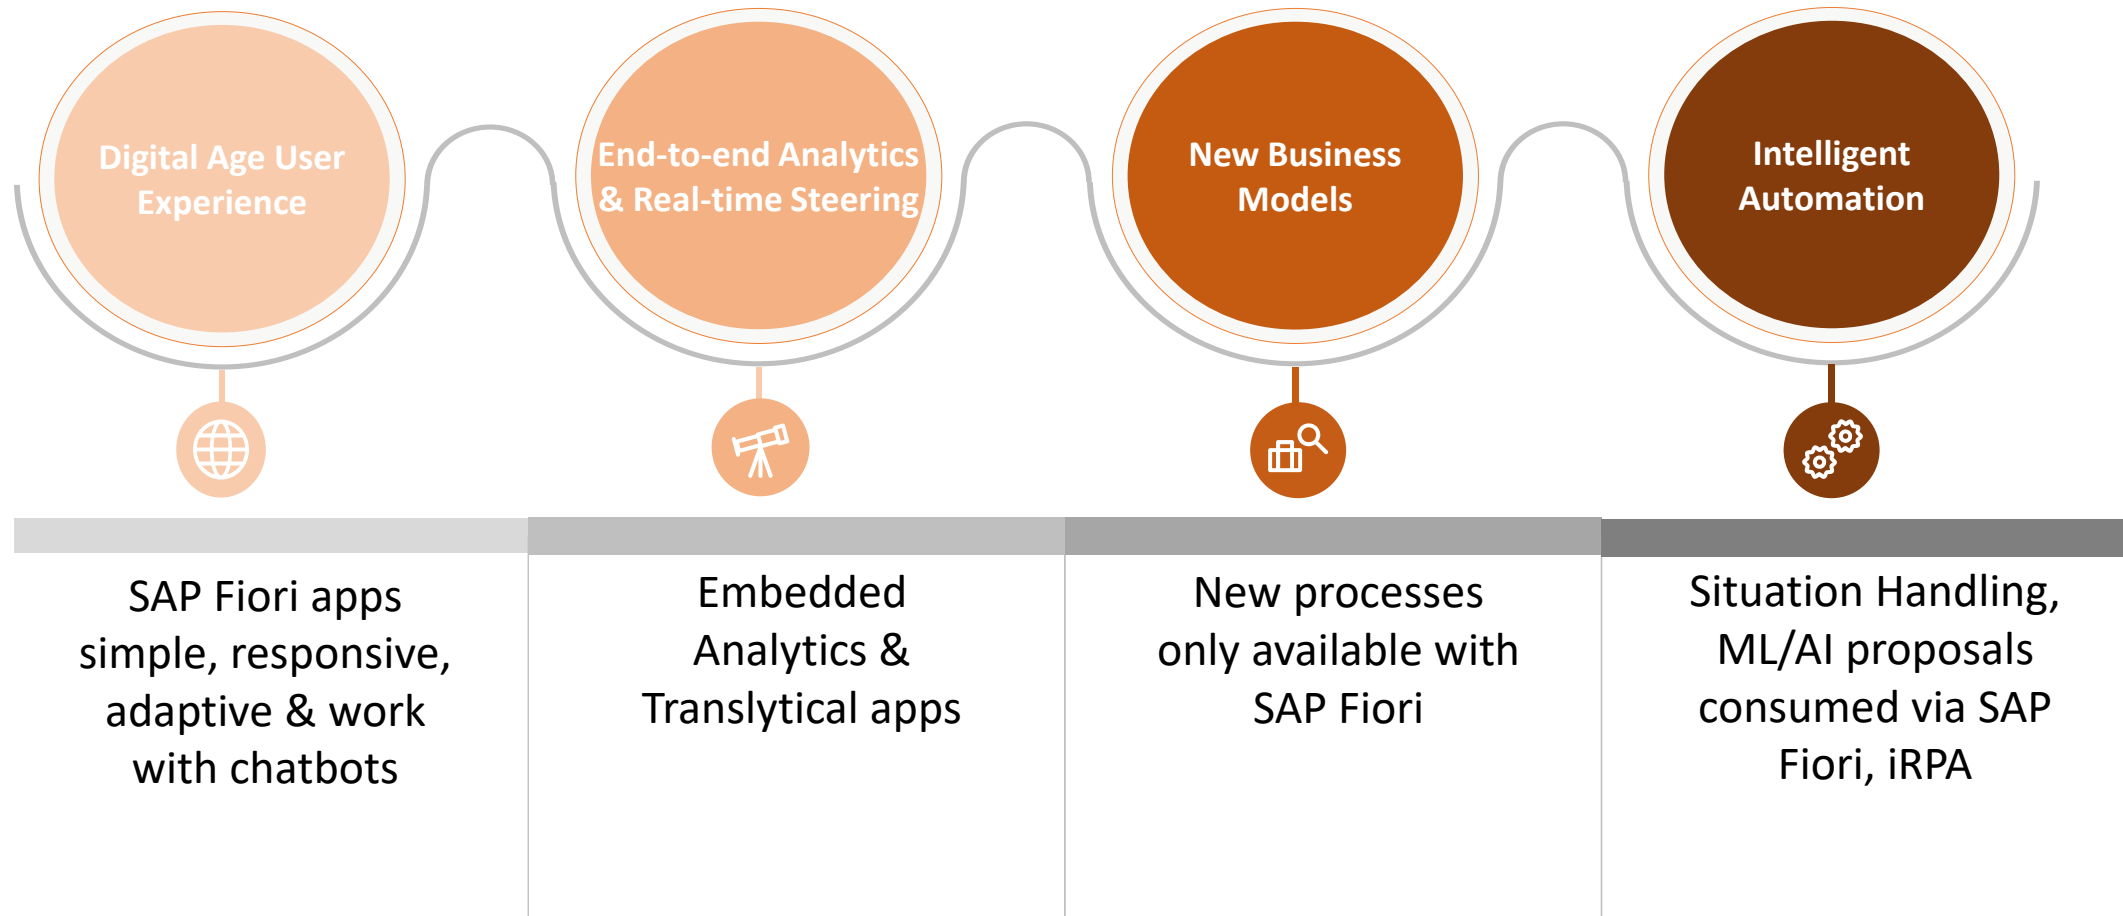 Digital Age User
Experience
End-to-end Analytics
& Real-time Steering
New Business
Models
Intelligent
Automation
SAP Fiori apps
simple, responsive,
adaptive & work
with chatbots
Embedded
Analytics &
Translytical apps
New processes
only available with
SAP Fiori
Situation Handling,
ML/AI proposals
consumed via SAP
Fiori, iRPA